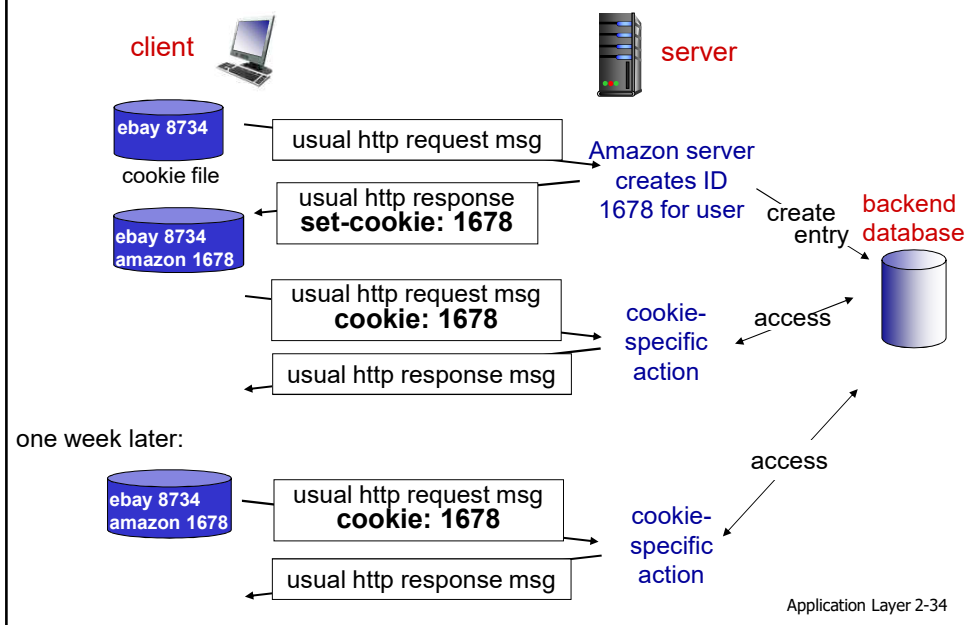 client
server
ebay 8734
cookie file
usual http request msg
Amazon server
creates ID
1678 for user
usual http response
set-cookie: 1678
create
entry
backend
database
ebay 8734
amazon 1678
usual http request msg
cookie: 1678
cookie-
specific
action
access
usual http response msg
one week later:
access
ebay 8734
amazon 1678
usual http request msg
cookie: 1678
cookie-
specific
action
usual http response msg
Application Layer 2-34